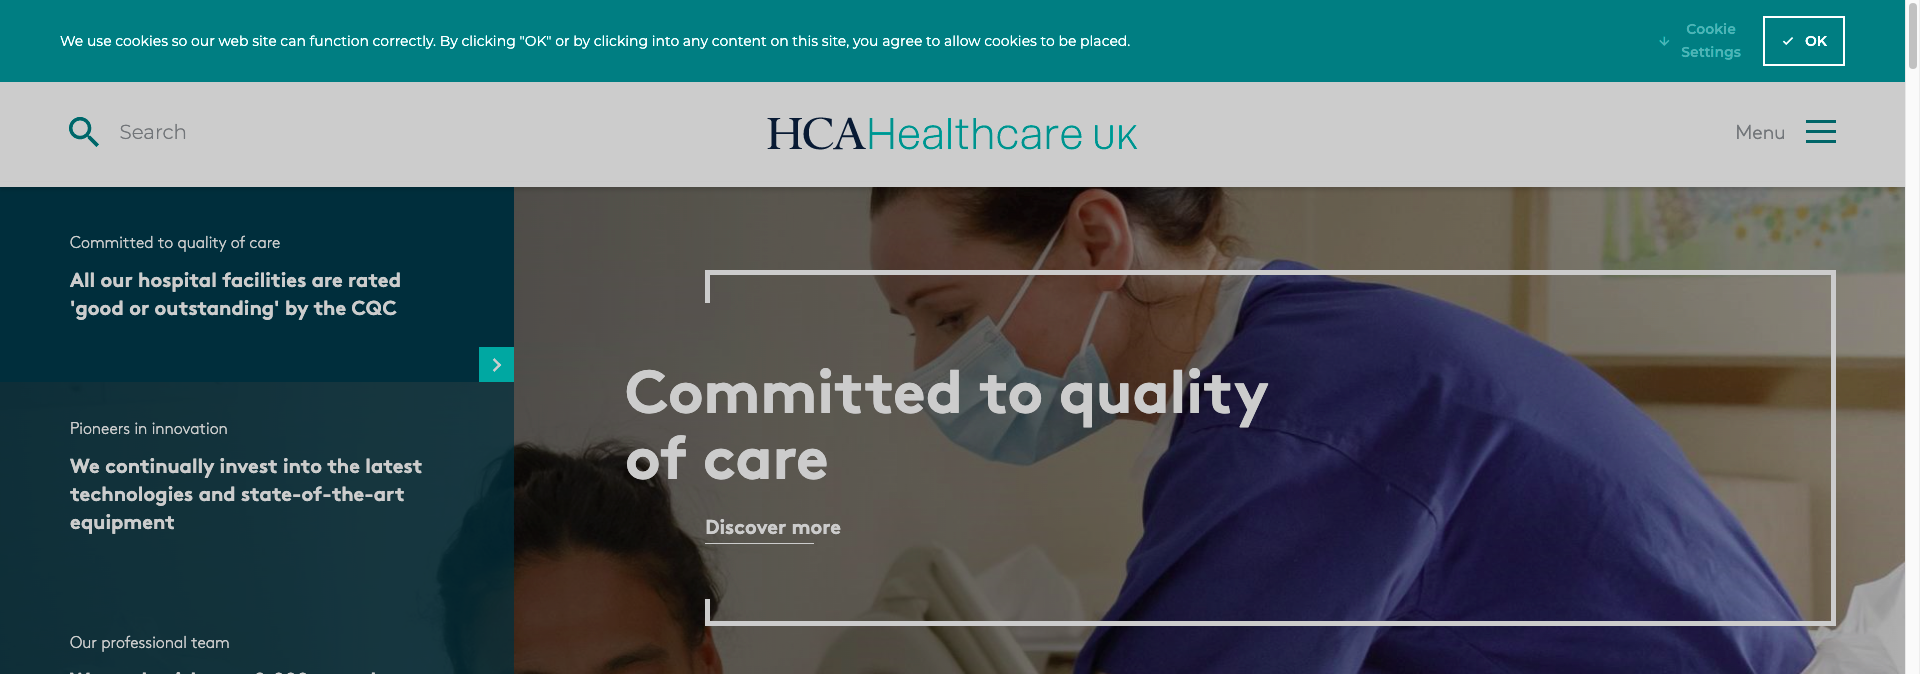 We use cookies so our web site can function correctly. By clicking "OK" or by clicking into any content on this site, you agree to allow cookies to be placed.
Cookie
Settings
OK
Search
HCAHealthcare UK
Menu
Committed to quality of care
All our hospital facilities are rated
'good or outstanding' by the CQC
Pioneers in innovation
We continually invest into the latest
technologies and state-of-the-art
equipment
Our professional team
Committed to quality
of care
Discover more